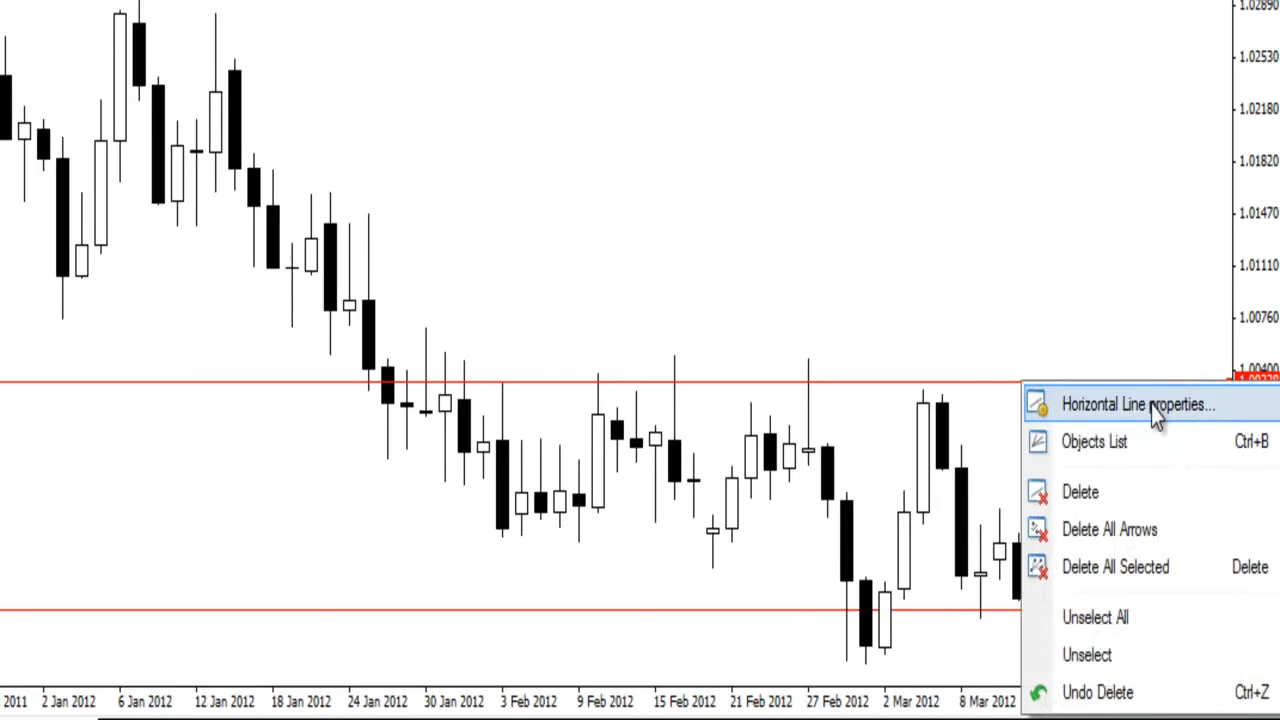 1.02890
1.02530
1.02180
1.01820
1.01470
1.01110
1.00760
1.00400
Horizontal Line properties...
Objects List Ctrl+B
Delete
Delete All Arrows
Delete All Selected Delete
Unselect All
Unselect
Undo Delete Ctrl+Z
2011 2 Jan 2012 6 Jan 2012 12 Jan 2012 18 Jan 2012 24 Jan 2012 30 Jan 2012 3 Feb 2012 9 Feb 2012 15 Feb 2012 21 Feb 2012 27 Feb 2012 2 Mar 2012 8 Mar 2012